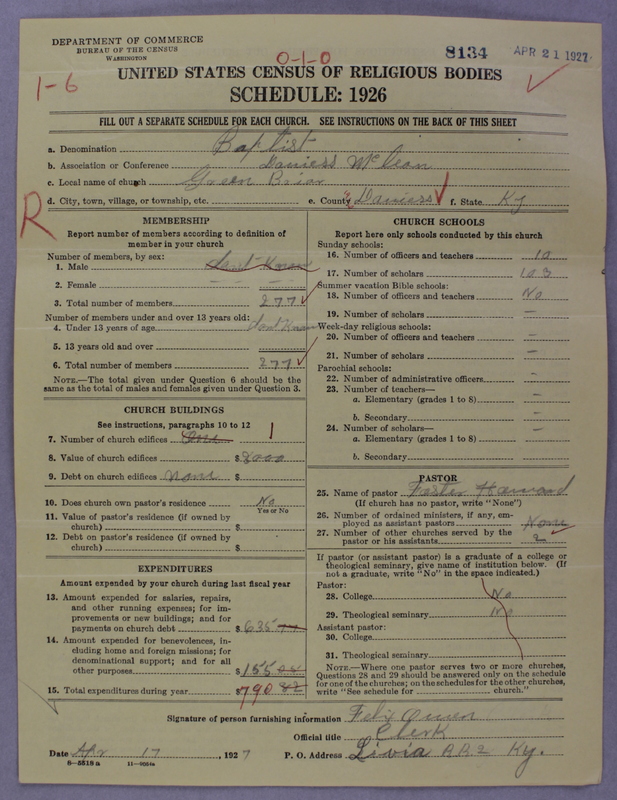 DEPARTMENT OF COMMERCE
BUREAU OF THE CENSUS
WASHINGTON
8134 APR 21 1927
0-1-0
1-6
UNITED STATES CENSUS OF RELIGIOUS BODIES
SCHEDULE: 1926
FILL OUT A SEPARATE SCHEDULE FOR EACH CHURCH. SEE INSTRUCTIONS ON THE BACK OF THIS SHEET
a. Denomination Baptist
b. Association or Conference Daviess McLean
c. Local name of church Green Briar
d. City, town, village, or township, etc. e. County Daviess f. State Ky
R
MEMBERSHIP
Report number of members according to definition of
member in your church
Number of members, by sex:
1. Male Dont Know
2. Female
3. Total number of members 277
Number of members under and over 13 years old:
4. Under 13 years of age Dont Know
5. 13 years old and over
6. Total number of members 277
NOTE.—The total given under Question 6 should be the
same as the total of males and females given under Question 3.
CHURCH BUILDINGS
See instructions, paragraphs 10 to 12
7. Number of church edifices One 1
8. Value of church edifices $ 8000
9. Debt on church edifices None $
10. Does church own pastor's residence No
Yes or No
11. Value of pastor's residence (if owned by
church) $
12. Debt on pastor's residence (if owned by
church) $
EXPENDITURES
Amount expended by your church during last fiscal year
13. Amount expended for salaries, repairs,
and other running expenses; for im-
provements or new buildings; and for
payments on church debt $ 635
14. Amount expended for benevolences, in-
cluding home and foreign missions; for
denominational support; and for all
other purposes $ 155
15. Total expenditures during year $ 790 82
CHURCH SCHOOLS
Report here only schools conducted by this church
Sunday schools:
16. Number of officers and teachers 10
17. Number of scholars 103
Summer vacation Bible schools:
18. Number of officers and teachers No
19. Number of scholars —
Week-day religious schools:
20. Number of officers and teachers —
21. Number of scholars —
Parochial schools:
22. Number of administrative officers —
23. Number of teachers—
a. Elementary (grades 1 to 8) —
b. Secondary —
24. Number of scholars—
a. Elementary (grades 1 to 8) —
b. Secondary
PASTOR
25. Name of pastor Foster Howard
(If church has no pastor, write "None")
26. Number of ordained ministers, if any, em-
ployed as assistant pastors None
27. Number of other churches served by the
pastor or his assistants 2
If pastor (or assistant pastor) is a graduate of a college or
theological seminary, give name of institution below. (If
not a graduate, write "No" in the space indicated.)
Pastor:
28. College No
29. Theological seminary No
Assistant pastor:
30. College
31. Theological seminary
NOTE.—Where one pastor serves two or more churches,
Questions 28 and 29 should be answered only on the schedule
for one of the churches; on the schedules for the other churches,
write "See schedule for church."
Signature of person furnishing information Felix Owen
Official title Clerk
Date Apr 17, 1927 P. O. Address Livia R.R.2 Ky.
8—5518 a